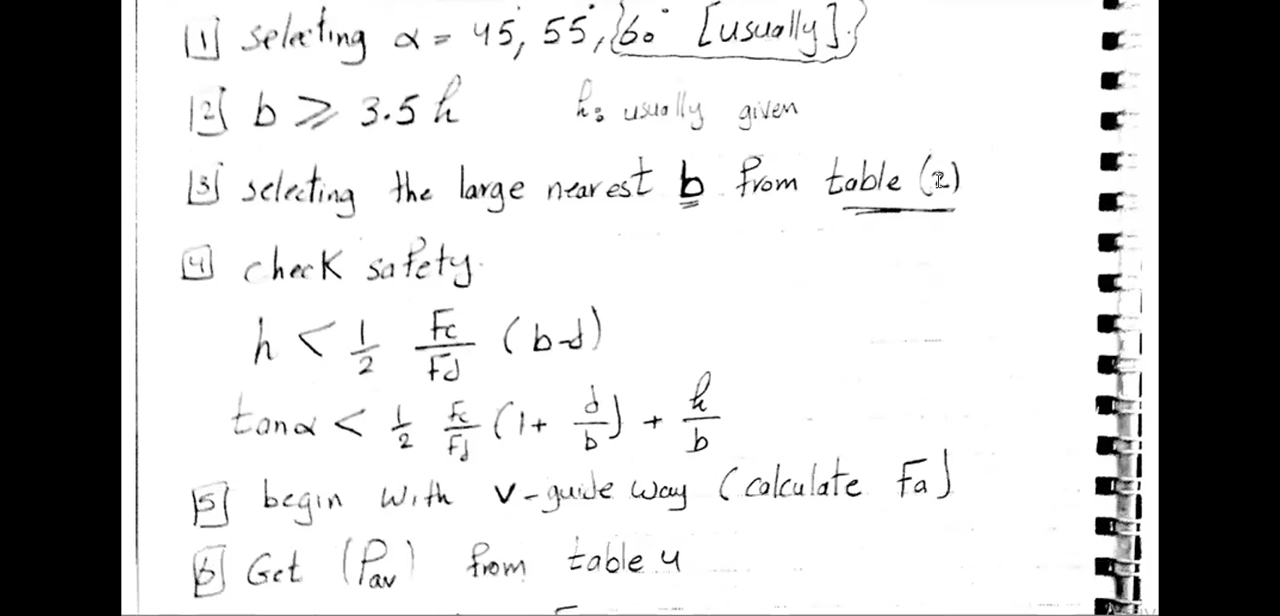 [1] selecting α = 45°, 55°, {60° [usually].}
[2] b ⩾ 3.5 h h: usually given
[3] selecting the large nearest b from table (2)
[4] check safety.
h < 1/2 Fc/Fd (b-d)
tanα < 1/2 Fc/Fd (1+ d/b) + h/b
[5] begin with v-guide way (calculate Fa)
[6] Get (Pav) from table 4